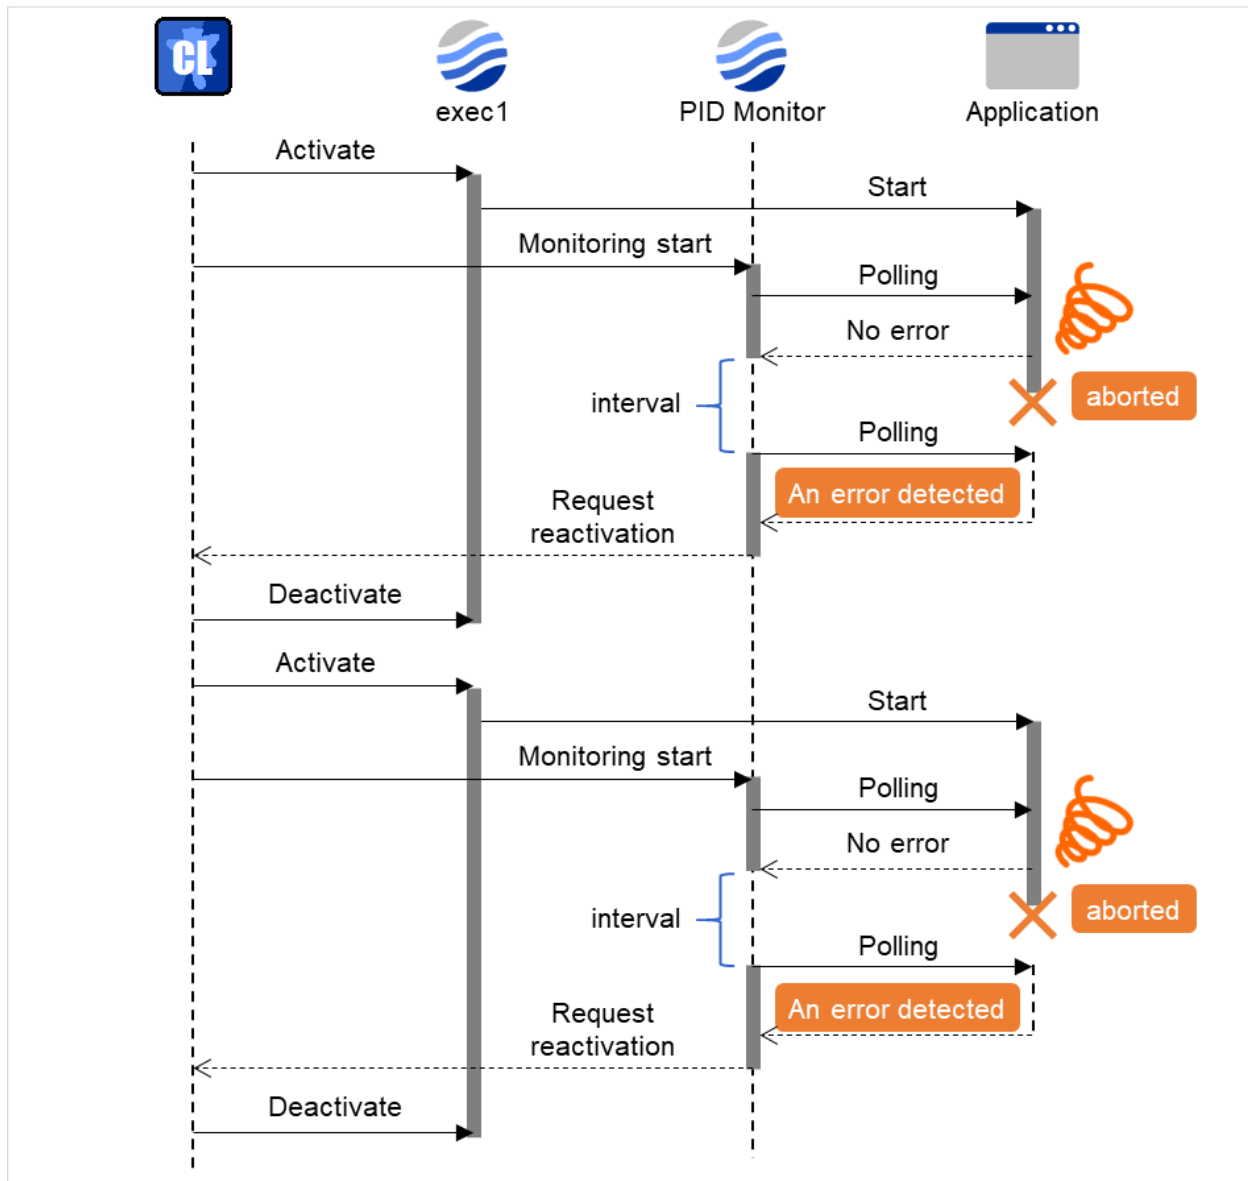 CL
exec1
PID Monitor
Application
Activate
Start
Monitoring start
Polling
No error
interval
aborted
Polling
An error detected
Request
reactivation
Deactivate
Activate
Start
Monitoring start
Polling
No error
interval
aborted
Polling
An error detected
Request
reactivation
Deactivate